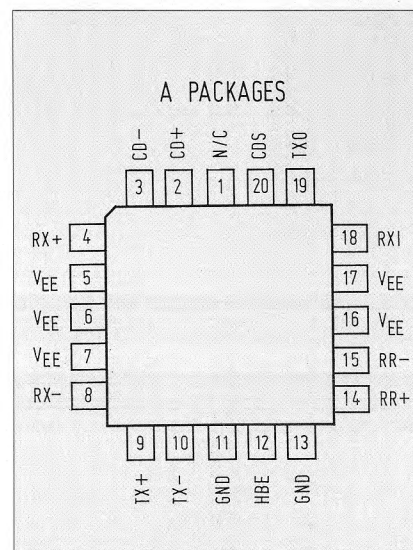 A PACKAGES
CD- CD+ N/C CDS TXO
3 2 1 20 19
RX+ 4 18 RXI
VEE 5 17 VEE
VEE 6 16 VEE
VEE 7 15 RR-
RX- 8 14 RR+
9 10 11 12 13
TX+ TX- GND HBE GND